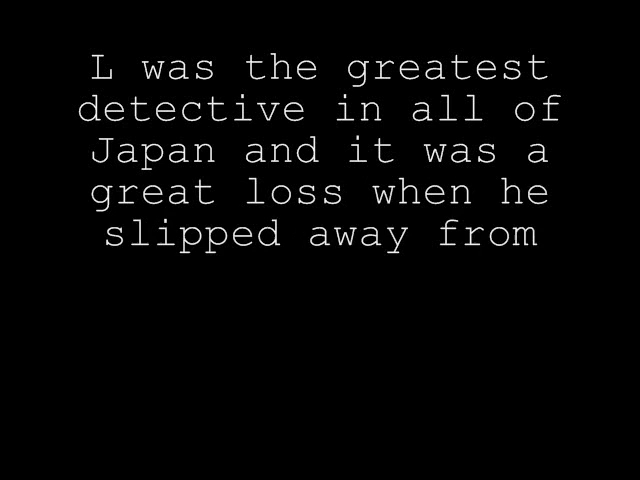 L was the greatest
detective in all of
Japan and it was a
great loss when he
slipped away from